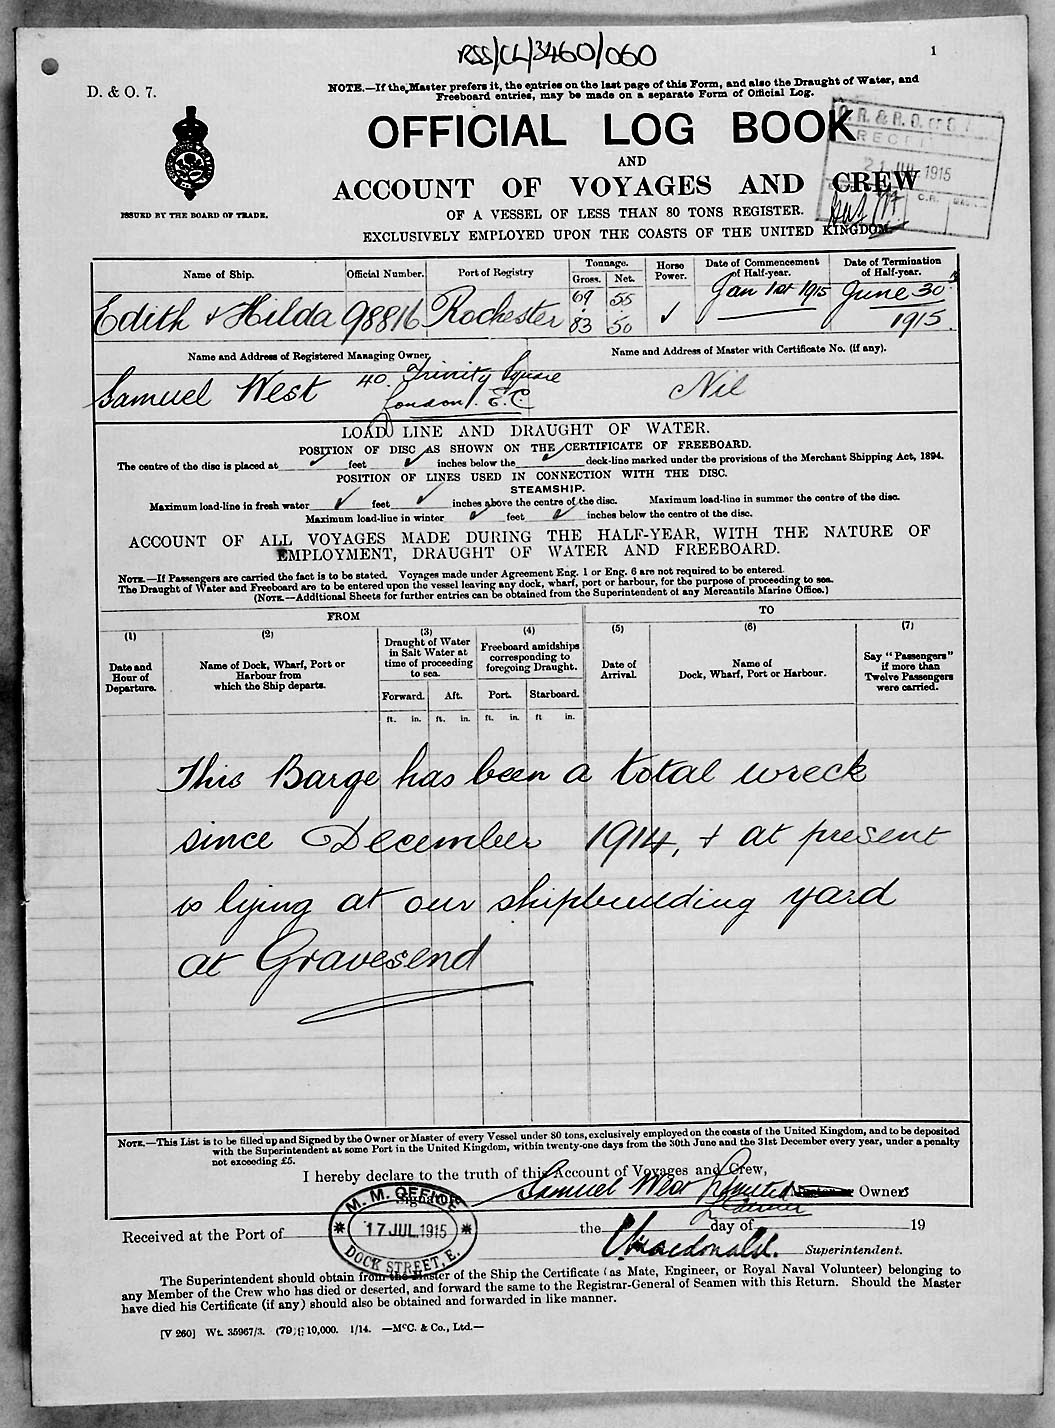 RSS/CL/3460/060
1
D. & O. 7.
NOTE.—If the Master prefers it, the entries on the last page of this Form, and also the Draught of Water, and
Freeboard entries, may be made on a separate Form of Official Log.
OFFICIAL LOG BOOK
AND
ACCOUNT OF VOYAGES AND CREW
OF A VESSEL OF LESS THAN 80 TONS REGISTER.
EXCLUSIVELY EMPLOYED UPON THE COASTS OF THE UNITED KINGDOM.
ISSUED BY THE BOARD OF TRADE.
21 JUL 1915
C.R.
Name of Ship.
Official Number.
Port of Registry
Tonnage.
Gross. Net.
Horse Power.
Date of Commencement of Half-year.
Date of Termination of Half-year.
Edith & Hilda 98816 Rochester 69 55 Jan 1st 1915 June 30
83 50 1915.
Name and Address of Registered Managing Owner,
Name and Address of Master with Certificate No. (if any).
Samuel West 40. Trinity Square
London. E.C.
Nil
LOAD LINE AND DRAUGHT OF WATER.
POSITION OF DISC AS SHOWN ON THE CERTIFICATE OF FREEBOARD.
The centre of the disc is placed at feet inches below the deck-line marked under the provisions of the Merchant Shipping Act, 1894.
POSITION OF LINES USED IN CONNECTION WITH THE DISC.
STEAMSHIP.
Maximum load-line in fresh water feet inches above the centre of the disc. Maximum load-line in summer the centre of the disc.
Maximum load-line in winter feet inches below the centre of the disc.
ACCOUNT OF ALL VOYAGES MADE DURING THE HALF-YEAR, WITH THE NATURE OF
EMPLOYMENT, DRAUGHT OF WATER AND FREEBOARD.
NOTE.—If Passengers are carried the fact is to be stated. Voyages made under Agreement Eng. 1 or Eng. 6 are not required to be entered.
The Draught of Water and Freeboard are to be entered upon the vessel leaving any dock, wharf, port or harbour, for the purpose of proceeding to sea.
(NOTE.—Additional Sheets for further entries can be obtained from the Superintendent of any Mercantile Marine Office.)
FROM
TO
(1)
Date and
Hour of
Departure.
(2)
Name of Dock, Wharf, Port or
Harbour from
which the Ship departs.
(3)
Draught of Water
in Salt Water at
time of proceeding
to sea.
Forward. Aft.
(4)
Freeboard amidships
corresponding to
foregoing Draught.
Port. Starboard.
(5)
Date of
Arrival.
(6)
Name of
Dock, Wharf, Port or Harbour.
(7)
Say "Passengers"
if more than
Twelve Passengers
were carried.
ft. in. ft. in. ft. in. ft in.
This Barge has been a total wreck
since December 1914, & at present
is lying at our shipbuilding yard
at Gravesend
NOTE.—This List is to be filled up and Signed by the Owner or Master of every Vessel under 80 tons, exclusively employed on the coasts of the United Kingdom, and to be deposited
with the Superintendent at some Port in the United Kingdom, within twenty-one days from the 30th June and the 31st December every year, under a penalty
not exceeding £5.
I hereby declare to the truth of this Account of Voyages and Crew,
Signature Samuel West Limited Master or Owners
M. M. OFFICE
17 JUL. 1915
DOCK STREET, E.
Received at the Port of the day of 19
Superintendent.
The Superintendent should obtain from the Master of the Ship the Certificate (as Mate, Engineer, or Royal Naval Volunteer) belonging to
any Member of the Crew who has died or deserted, and forward the same to the Registrar-General of Seamen with this Return. Should the Master
have died his Certificate (if any) should also be obtained and forwarded in like manner.
[V 260] Wt. 35967/3. 10,000. 1/14. —McC. & Co., Ltd.—